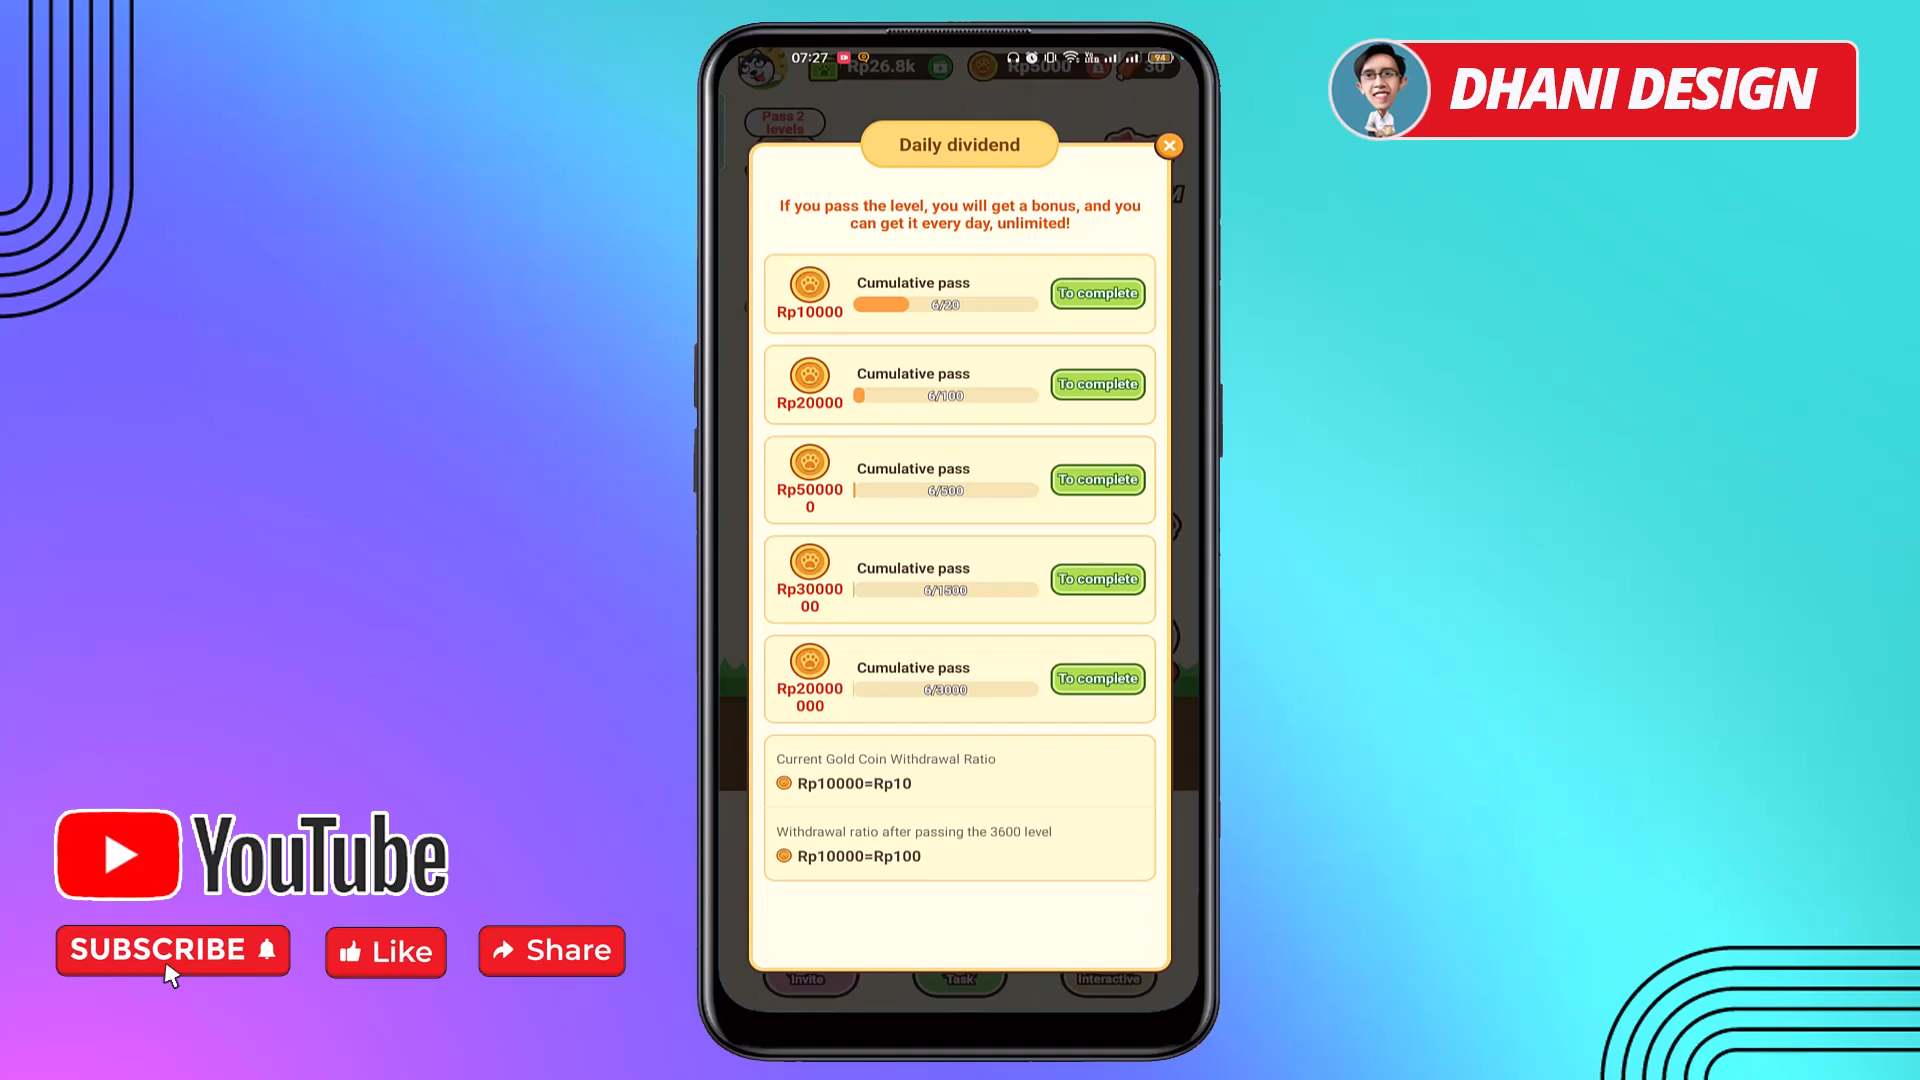 DHANI DESIGN
07:27
94
Rp26.8k
Rp5000
30
Pass 2
levels
Daily dividend
If you pass the level, you will get a bonus, and you
can get it every day, unlimited!
Cumulative pass
Rp10000
6/20
To complete
Cumulative pass
Rp20000
6/100
To complete
Cumulative pass
Rp50000
0
6/500
To complete
Cumulative pass
Rp30000
00
6/1500
To complete
Cumulative pass
Rp20000
000
6/3000
To complete
Current Gold Coin Withdrawal Ratio
Rp10000=Rp10
Withdrawal ratio after passing the 3600 level
Rp10000=Rp100
Invite
Task
Interactive
YouTube
SUBSCRIBE
Like
Share